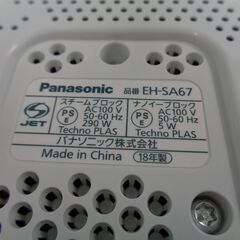 Panasonic 品番 EH-SA67
スチームブロック
AC100 V
50-60 Hz
290 W
Techno PLAS
ナノイーブロック
AC100 V
50-60 Hz
5 W
Techno PLAS
PS
E
PS
E
JET
パナソニック株式会社
Made in China 18年製